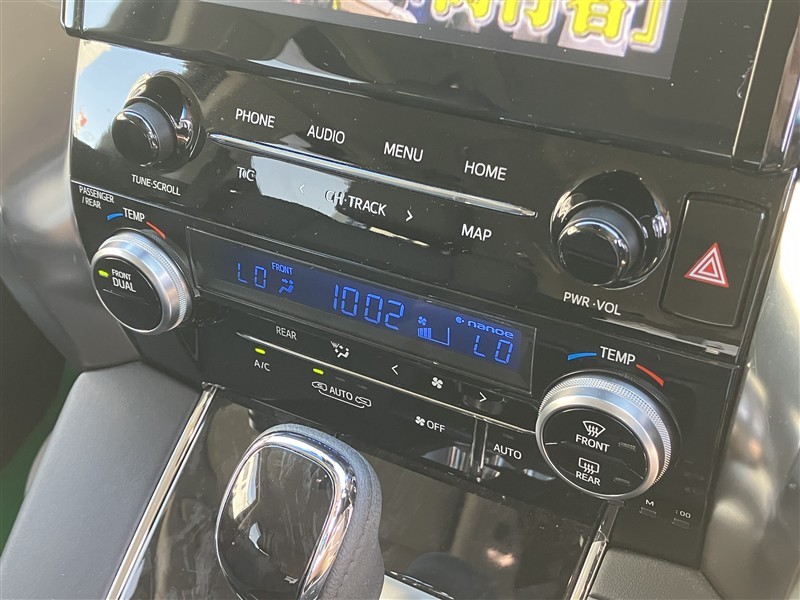 PHONE
AUDIO
MENU
HOME
TUNE·SCROLL
CH·TRACK
MAP
PWR·VOL
PASSENGER
/ REAR
TEMP
FRONT
DUAL
LO
FRONT
1002
nanoe
LO
TEMP
REAR
A/C
AUTO
OFF
AUTO
FRONT
REAR
M
:00